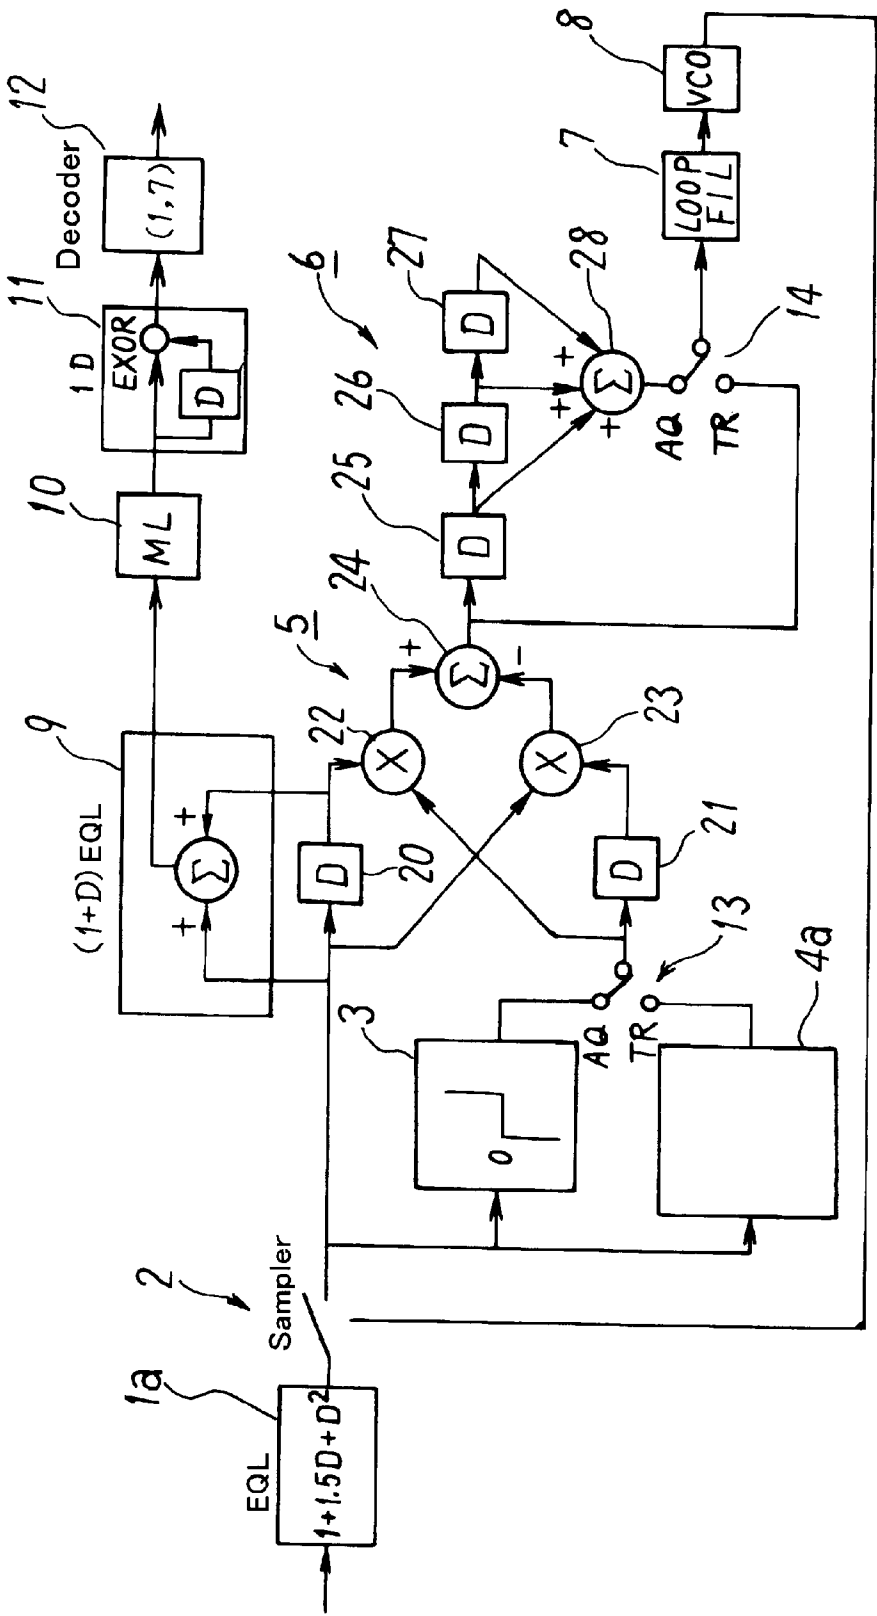 12
Decoder
(1,7)
11
1D
EXOR
D
10
ML
9
(1+D) EQL
+
+
Σ
8
VCO
7
LOOP
FIL
6
27
D
26
D
25
D
28
+
+
+
Σ
14
AQ
TR
5
24
+
Σ
−
22
X
23
X
D
20
D
21
13
AQ
TR
3
0
4a
2
Sampler
1a
EQL
1+1.5D+D²